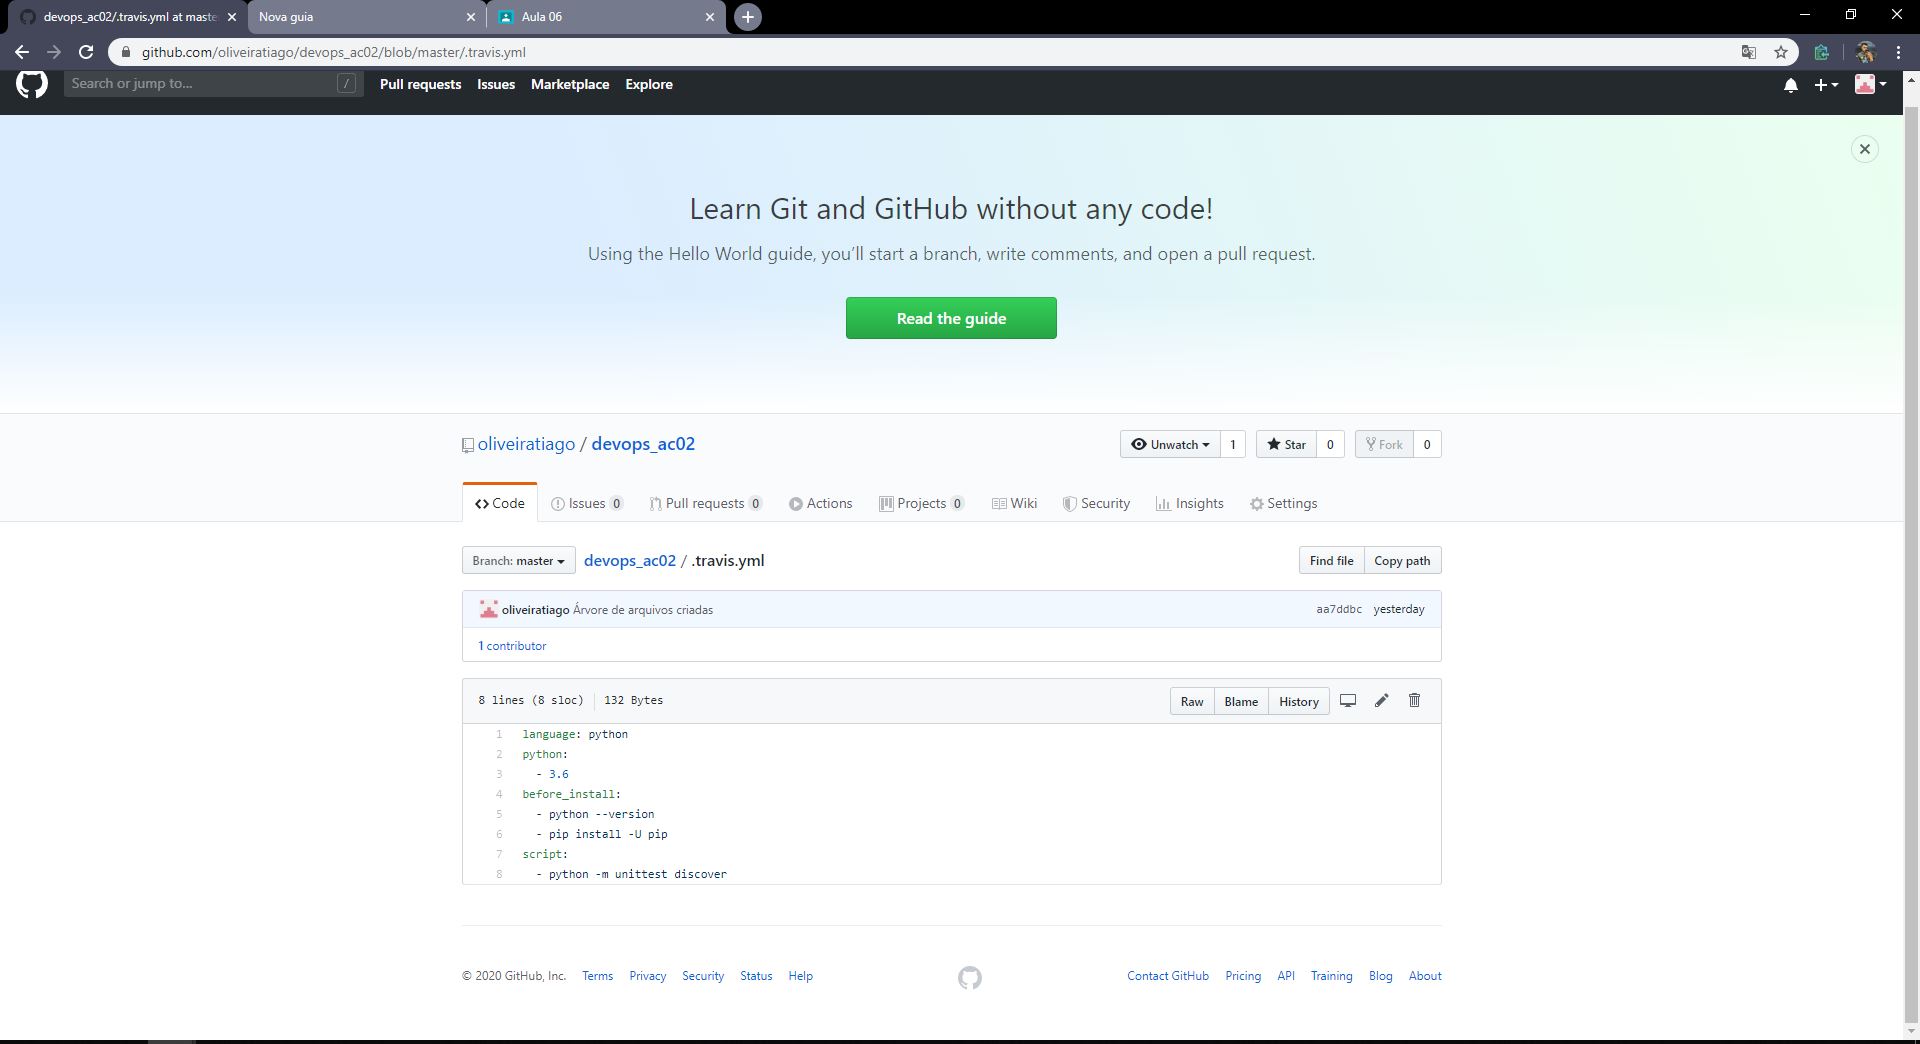 devops_ac02/.travis.yml at maste
Nova guia
Aula 06
github.com/oliveiratiago/devops_ac02/blob/master/.travis.yml
Search or jump to...
/
Pull requests
Issues
Marketplace
Explore
Learn Git and GitHub without any code!
Using the Hello World guide, you’ll start a branch, write comments, and open a pull request.
Read the guide
oliveiratiago / devops_ac02
Unwatch 1
Star 0
Fork 0
Code
Issues 0
Pull requests 0
Actions
Projects 0
Wiki
Security
Insights
Settings
Branch: master
devops_ac02 / .travis.yml
Find file
Copy path
oliveiratiago Árvore de arquivos criadas
aa7ddbc yesterday
1 contributor
8 lines (8 sloc) 132 Bytes
Raw
Blame
History
1 language: python
2 python:
3 - 3.6
4 before_install:
5 - python --version
6 - pip install -U pip
7 script:
8 - python -m unittest discover
© 2020 GitHub, Inc.
Terms
Privacy
Security
Status
Help
Contact GitHub
Pricing
API
Training
Blog
About